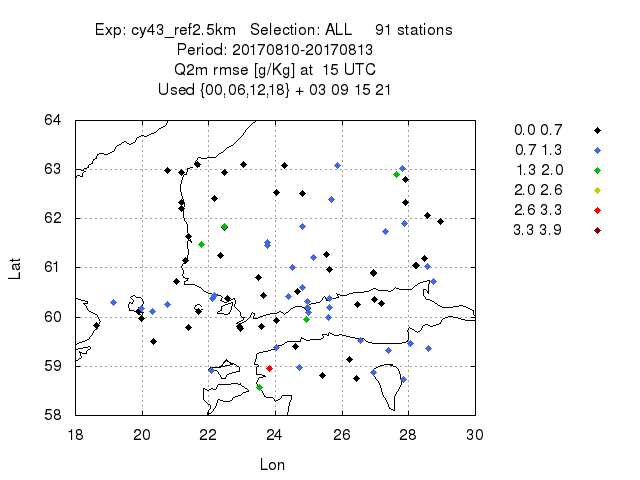 Exp: cy43_ref2.5km Selection: ALL 91 stations
Period: 20170810-20170813
Q2m rmse [g/Kg] at 15 UTC
Used {00,06,12,18} + 03 09 15 21
64
63
62
61
60
59
58
Lat
18 20 22 24 26 28 30
Lon
0.0 0.7
0.7 1.3
1.3 2.0
2.0 2.6
2.6 3.3
3.3 3.9